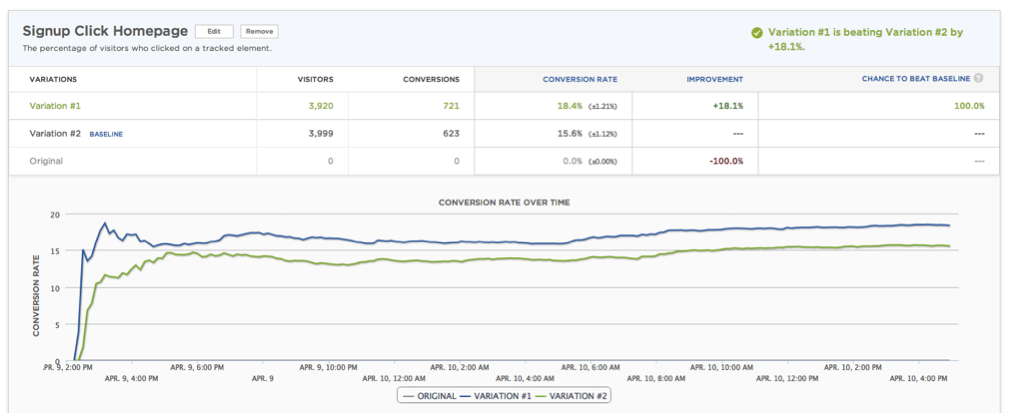 Signup Click Homepage Edit Remove
The percentage of visitors who clicked on a tracked element.
Variation #1 is beating Variation #2 by
+18.1%.
VARIATIONS VISITORS CONVERSIONS CONVERSION RATE IMPROVEMENT CHANCE TO BEAT BASELINE ?
Variation #1 3,920 721 18.4% (±1.21%) +18.1% 100.0%
Variation #2 BASELINE 3,999 623 15.6% (±1.12%) --- ---
Original 0 0 0.0% (±0.00%) -100.0% ---
CONVERSION RATE OVER TIME
CONVERSION RATE
20
15
10
5
0
PR. 9, 2:00 PM APR. 9, 6:00 PM APR. 9 APR. 9, 10:00 PM APR. 10, 2:00 AM APR. 10, 6:00 AM APR. 10, 10:00 AM APR. 10, 2:00 PM
APR. 9, 4:00 PM APR. 10, 12:00 AM APR. 10, 4:00 AM APR. 10, 8:00 AM APR. 10, 12:00 PM APR. 10, 4:00 PM
ORIGINAL VARIATION #1 VARIATION #2